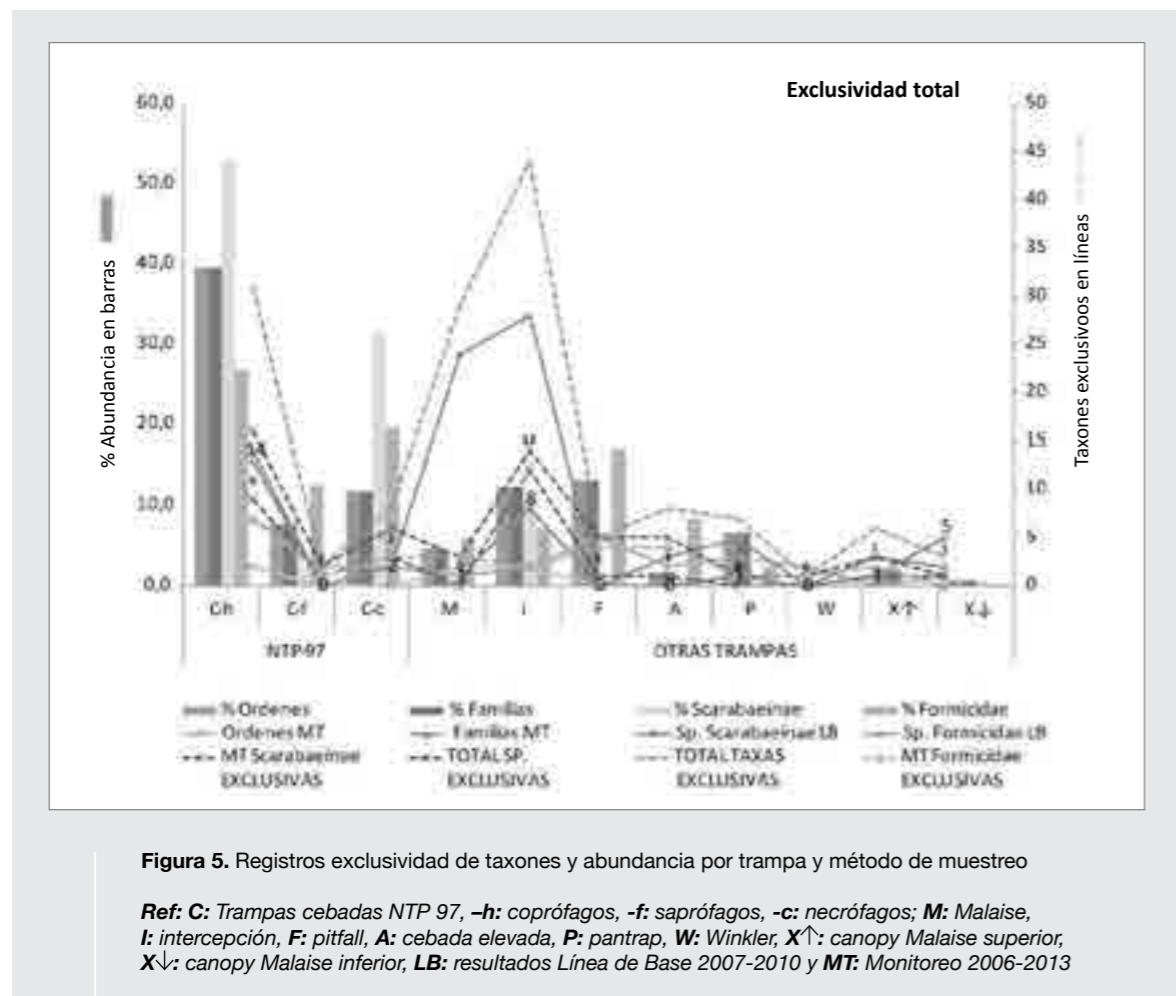 Exclusividad total
60,0
50,0
40,0
30,0
20,0
10,0
0,0
% Abundancia en barras
50
45
40
35
30
25
20
15
10
5
0
Taxones exclusivoos en líneas
14
8
5
C-h C-f C-c M I F A P W X↑ X↓
NTP-97 OTRAS TRAMPAS
% Ordenes % Familias % Scarabaeinae % Formicidae
Ordenes MT Familias MT Sp. Scarabaeinae LB Sp. Formicidae LB
MT Scarabaeinae TOTAL SP. TOTAL TAXAS MT Formicidae
EXCLUSIVAS EXCLUSIVAS EXCLUSIVAS EXCLUSIVAS
Figura 5. Registros exclusividad de taxones y abundancia por trampa y método de muestreo
Ref: C: Trampas cebadas NTP 97, –h: coprófagos, -f: saprófagos, -c: necrófagos; M: Malaise,
I: intercepción, F: pitfall, A: cebada elevada, P: pantrap, W: Winkler, X↑: canopy Malaise superior,
X↓: canopy Malaise inferior, LB: resultados Línea de Base 2007-2010 y MT: Monitoreo 2006-2013